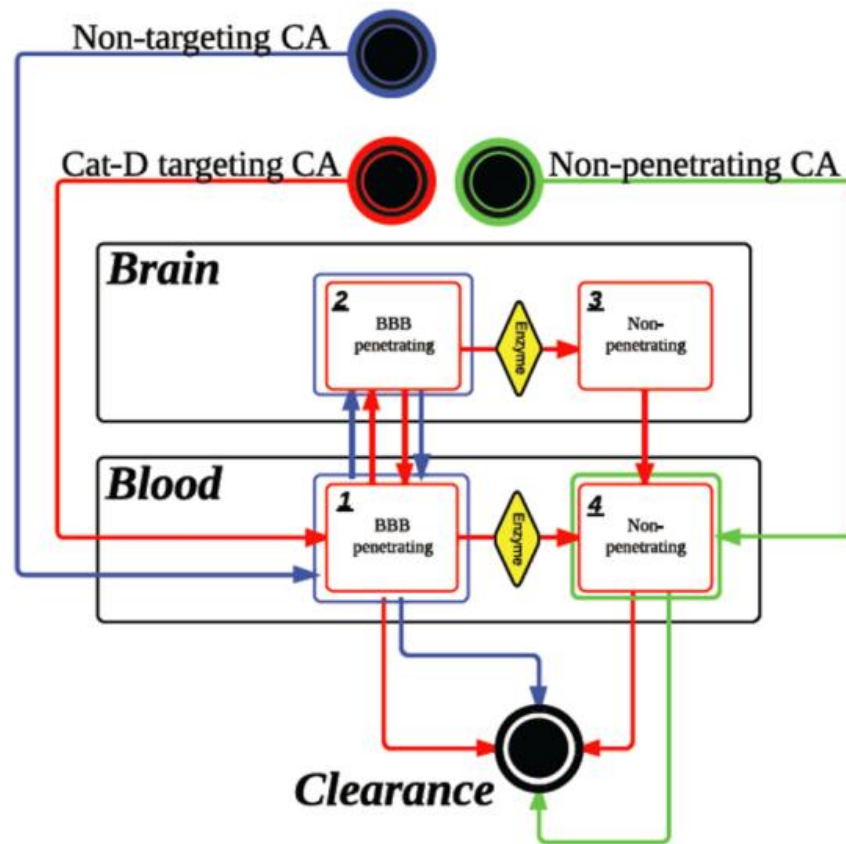 Non-targeting CA
Cat-D targeting CA
Non-penetrating CA
Brain
2
BBB
penetrating
Enzyme
3
Non-
penetrating
Blood
1
BBB
penetrating
Enzyme
4
Non-
penetrating
Clearance